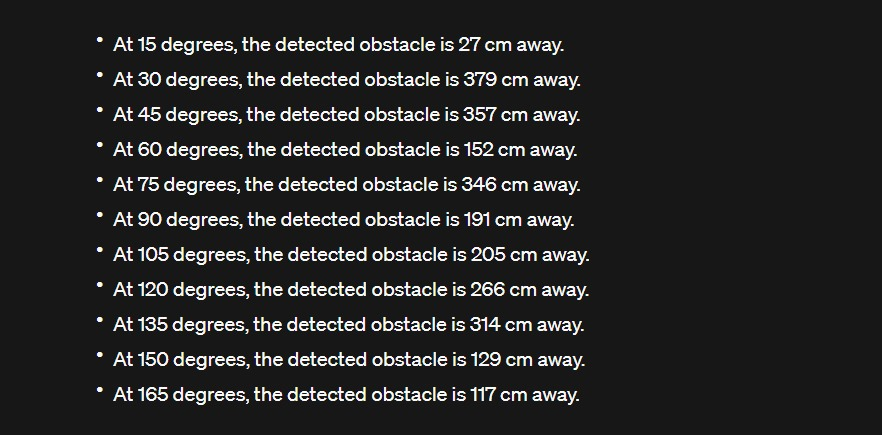 • At 15 degrees, the detected obstacle is 27 cm away.
• At 30 degrees, the detected obstacle is 379 cm away.
• At 45 degrees, the detected obstacle is 357 cm away.
• At 60 degrees, the detected obstacle is 152 cm away.
• At 75 degrees, the detected obstacle is 346 cm away.
• At 90 degrees, the detected obstacle is 191 cm away.
• At 105 degrees, the detected obstacle is 205 cm away.
• At 120 degrees, the detected obstacle is 266 cm away.
• At 135 degrees, the detected obstacle is 314 cm away.
• At 150 degrees, the detected obstacle is 129 cm away.
• At 165 degrees, the detected obstacle is 117 cm away.